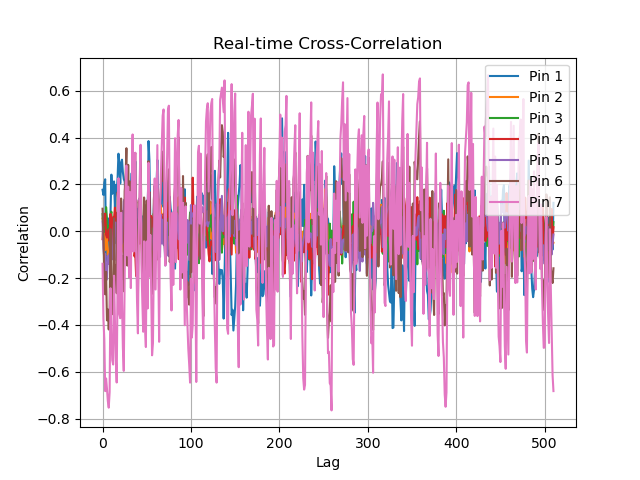 Real-time Cross-Correlation
Correlation
0.6
0.4
0.2
0.0
−0.2
−0.4
−0.6
−0.8
Pin 1
Pin 2
Pin 3
Pin 4
Pin 5
Pin 6
Pin 7
0 100 200 300 400 500
Lag